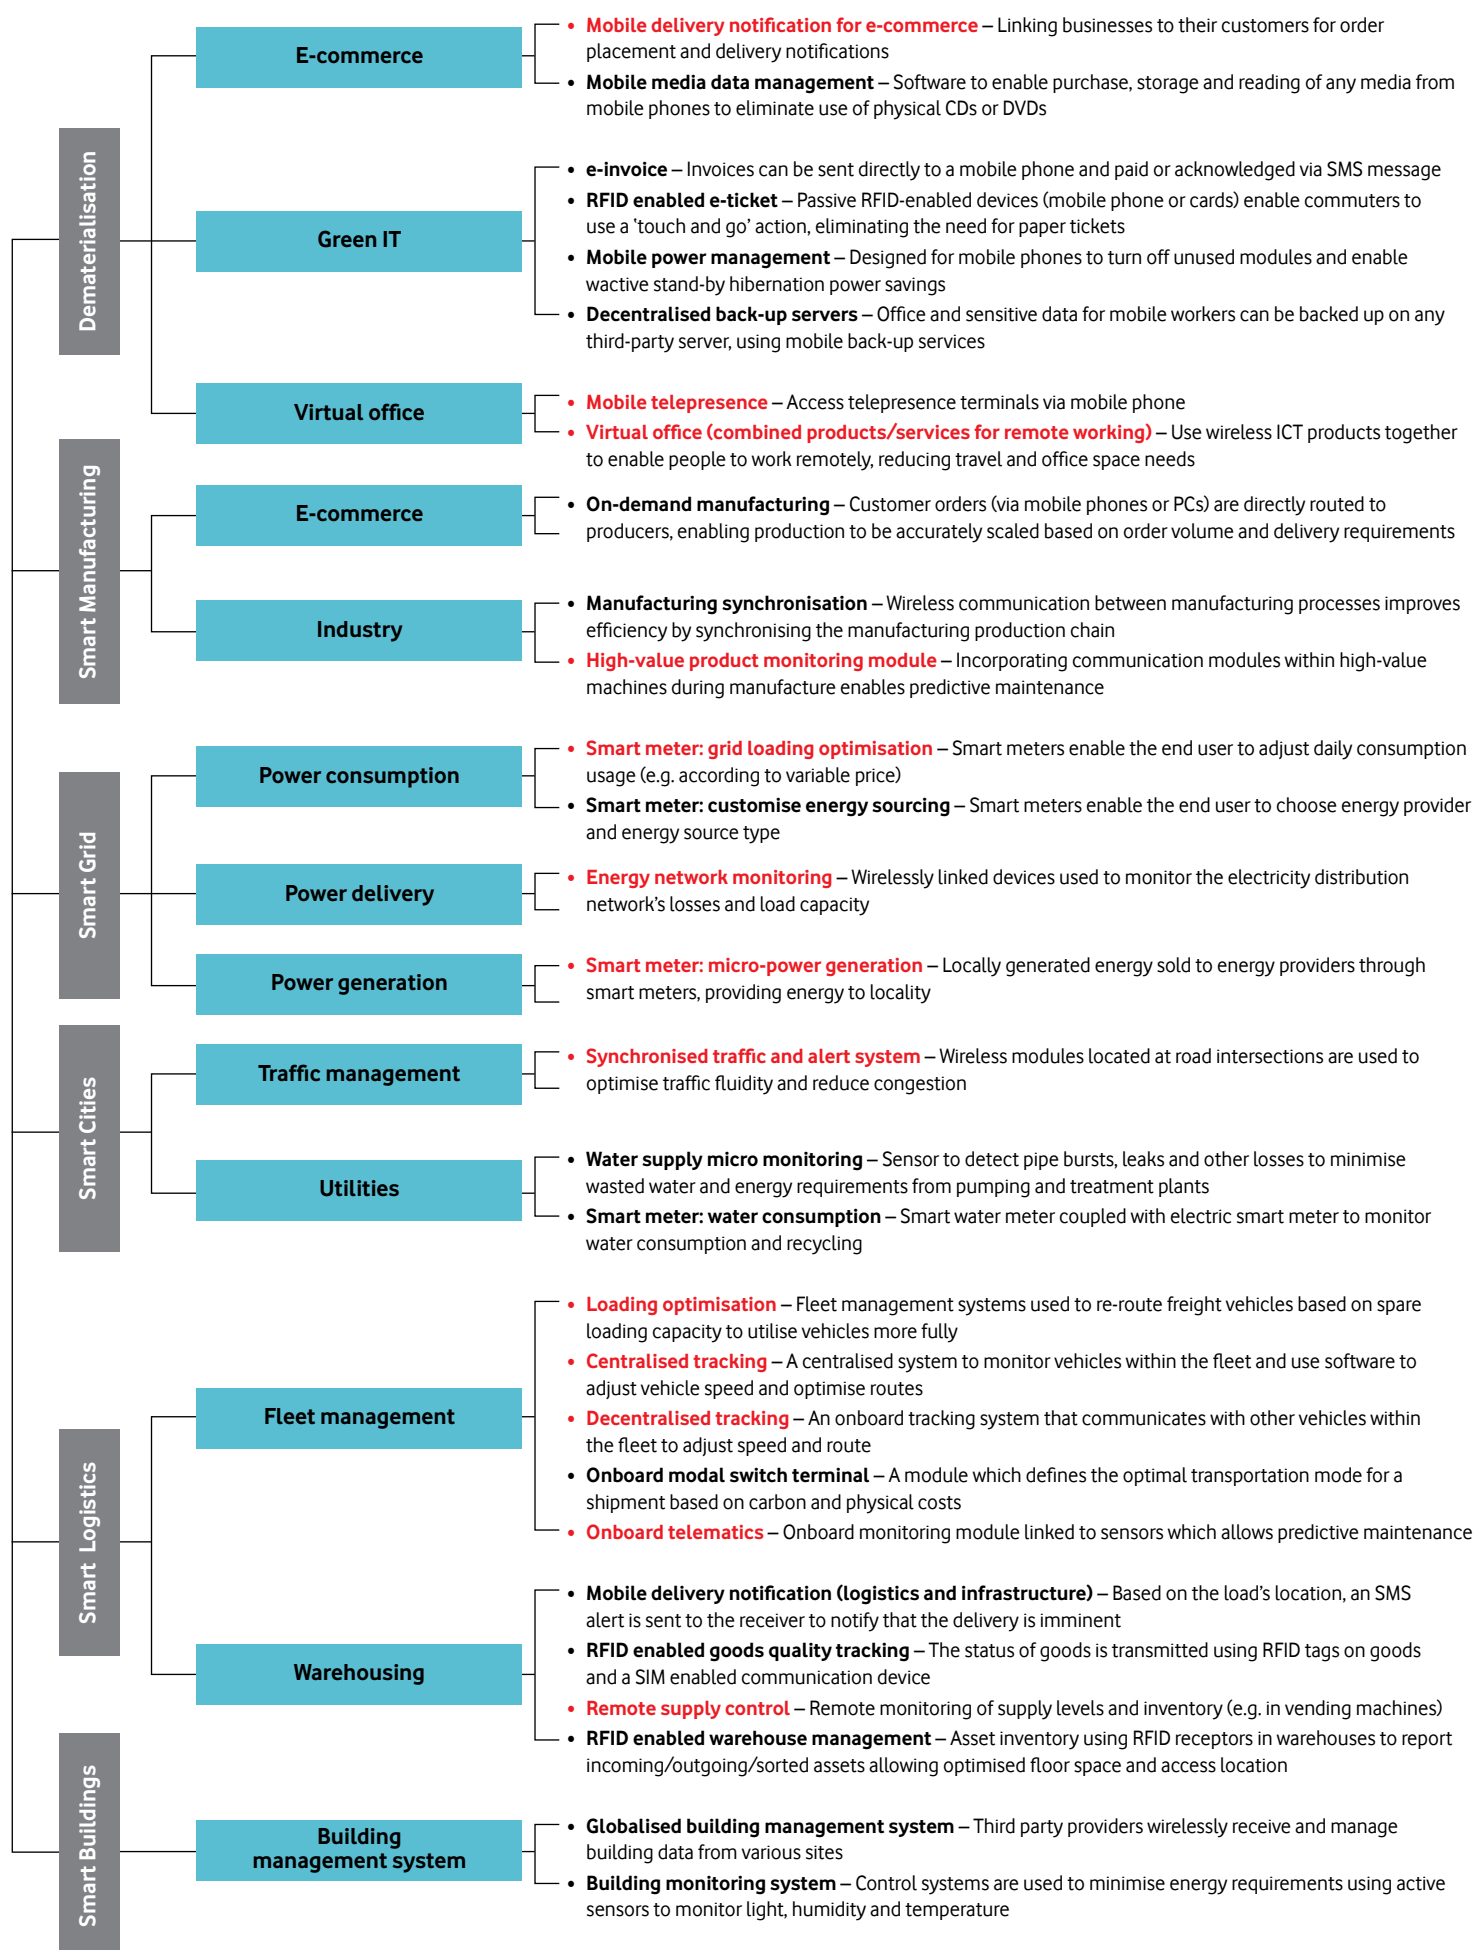 Dematerialisation
E-commerce
• Mobile delivery notification for e-commerce – Linking businesses to their customers for order
placement and delivery notifications
• Mobile media data management – Software to enable purchase, storage and reading of any media from
mobile phones to eliminate use of physical CDs or DVDs
Green IT
• e-invoice – Invoices can be sent directly to a mobile phone and paid or acknowledged via SMS message
• RFID enabled e-ticket – Passive RFID-enabled devices (mobile phone or cards) enable commuters to
use a ‘touch and go’ action, eliminating the need for paper tickets
• Mobile power management – Designed for mobile phones to turn off unused modules and enable
wactive stand-by hibernation power savings
• Decentralised back-up servers – Office and sensitive data for mobile workers can be backed up on any
third-party server, using mobile back-up services
Virtual office
• Mobile telepresence – Access telepresence terminals via mobile phone
• Virtual office (combined products/services for remote working) – Use wireless ICT products together
to enable people to work remotely, reducing travel and office space needs
Smart Manufacturing
E-commerce
• On-demand manufacturing – Customer orders (via mobile phones or PCs) are directly routed to
producers, enabling production to be accurately scaled based on order volume and delivery requirements
Industry
• Manufacturing synchronisation – Wireless communication between manufacturing processes improves
efficiency by synchronising the manufacturing production chain
• High-value product monitoring module – Incorporating communication modules within high-value
machines during manufacture enables predictive maintenance
Smart Grid
Power consumption
• Smart meter: grid loading optimisation – Smart meters enable the end user to adjust daily consumption
usage (e.g. according to variable price)
• Smart meter: customise energy sourcing – Smart meters enable the end user to choose energy provider
and energy source type
Power delivery
• Energy network monitoring – Wirelessly linked devices used to monitor the electricity distribution
network’s losses and load capacity
Power generation
• Smart meter: micro-power generation – Locally generated energy sold to energy providers through
smart meters, providing energy to locality
Smart Cities
Traffic management
• Synchronised traffic and alert system – Wireless modules located at road intersections are used to
optimise traffic fluidity and reduce congestion
Utilities
• Water supply micro monitoring – Sensor to detect pipe bursts, leaks and other losses to minimise
wasted water and energy requirements from pumping and treatment plants
• Smart meter: water consumption – Smart water meter coupled with electric smart meter to monitor
water consumption and recycling
Smart Logistics
Fleet management
• Loading optimisation – Fleet management systems used to re-route freight vehicles based on spare
loading capacity to utilise vehicles more fully
• Centralised tracking – A centralised system to monitor vehicles within the fleet and use software to
adjust vehicle speed and optimise routes
• Decentralised tracking – An onboard tracking system that communicates with other vehicles within
the fleet to adjust speed and route
• Onboard modal switch terminal – A module which defines the optimal transportation mode for a
shipment based on carbon and physical costs
• Onboard telematics – Onboard monitoring module linked to sensors which allows predictive maintenance
Warehousing
• Mobile delivery notification (logistics and infrastructure) – Based on the load’s location, an SMS
alert is sent to the receiver to notify that the delivery is imminent
• RFID enabled goods quality tracking – The status of goods is transmitted using RFID tags on goods
and a SIM enabled communication device
• Remote supply control – Remote monitoring of supply levels and inventory (e.g. in vending machines)
• RFID enabled warehouse management – Asset inventory using RFID receptors in warehouses to report
incoming/outgoing/sorted assets allowing optimised floor space and access location
Smart Buildings
Building
management system
• Globalised building management system – Third party providers wirelessly receive and manage
building data from various sites
• Building monitoring system – Control systems are used to minimise energy requirements using active
sensors to monitor light, humidity and temperature